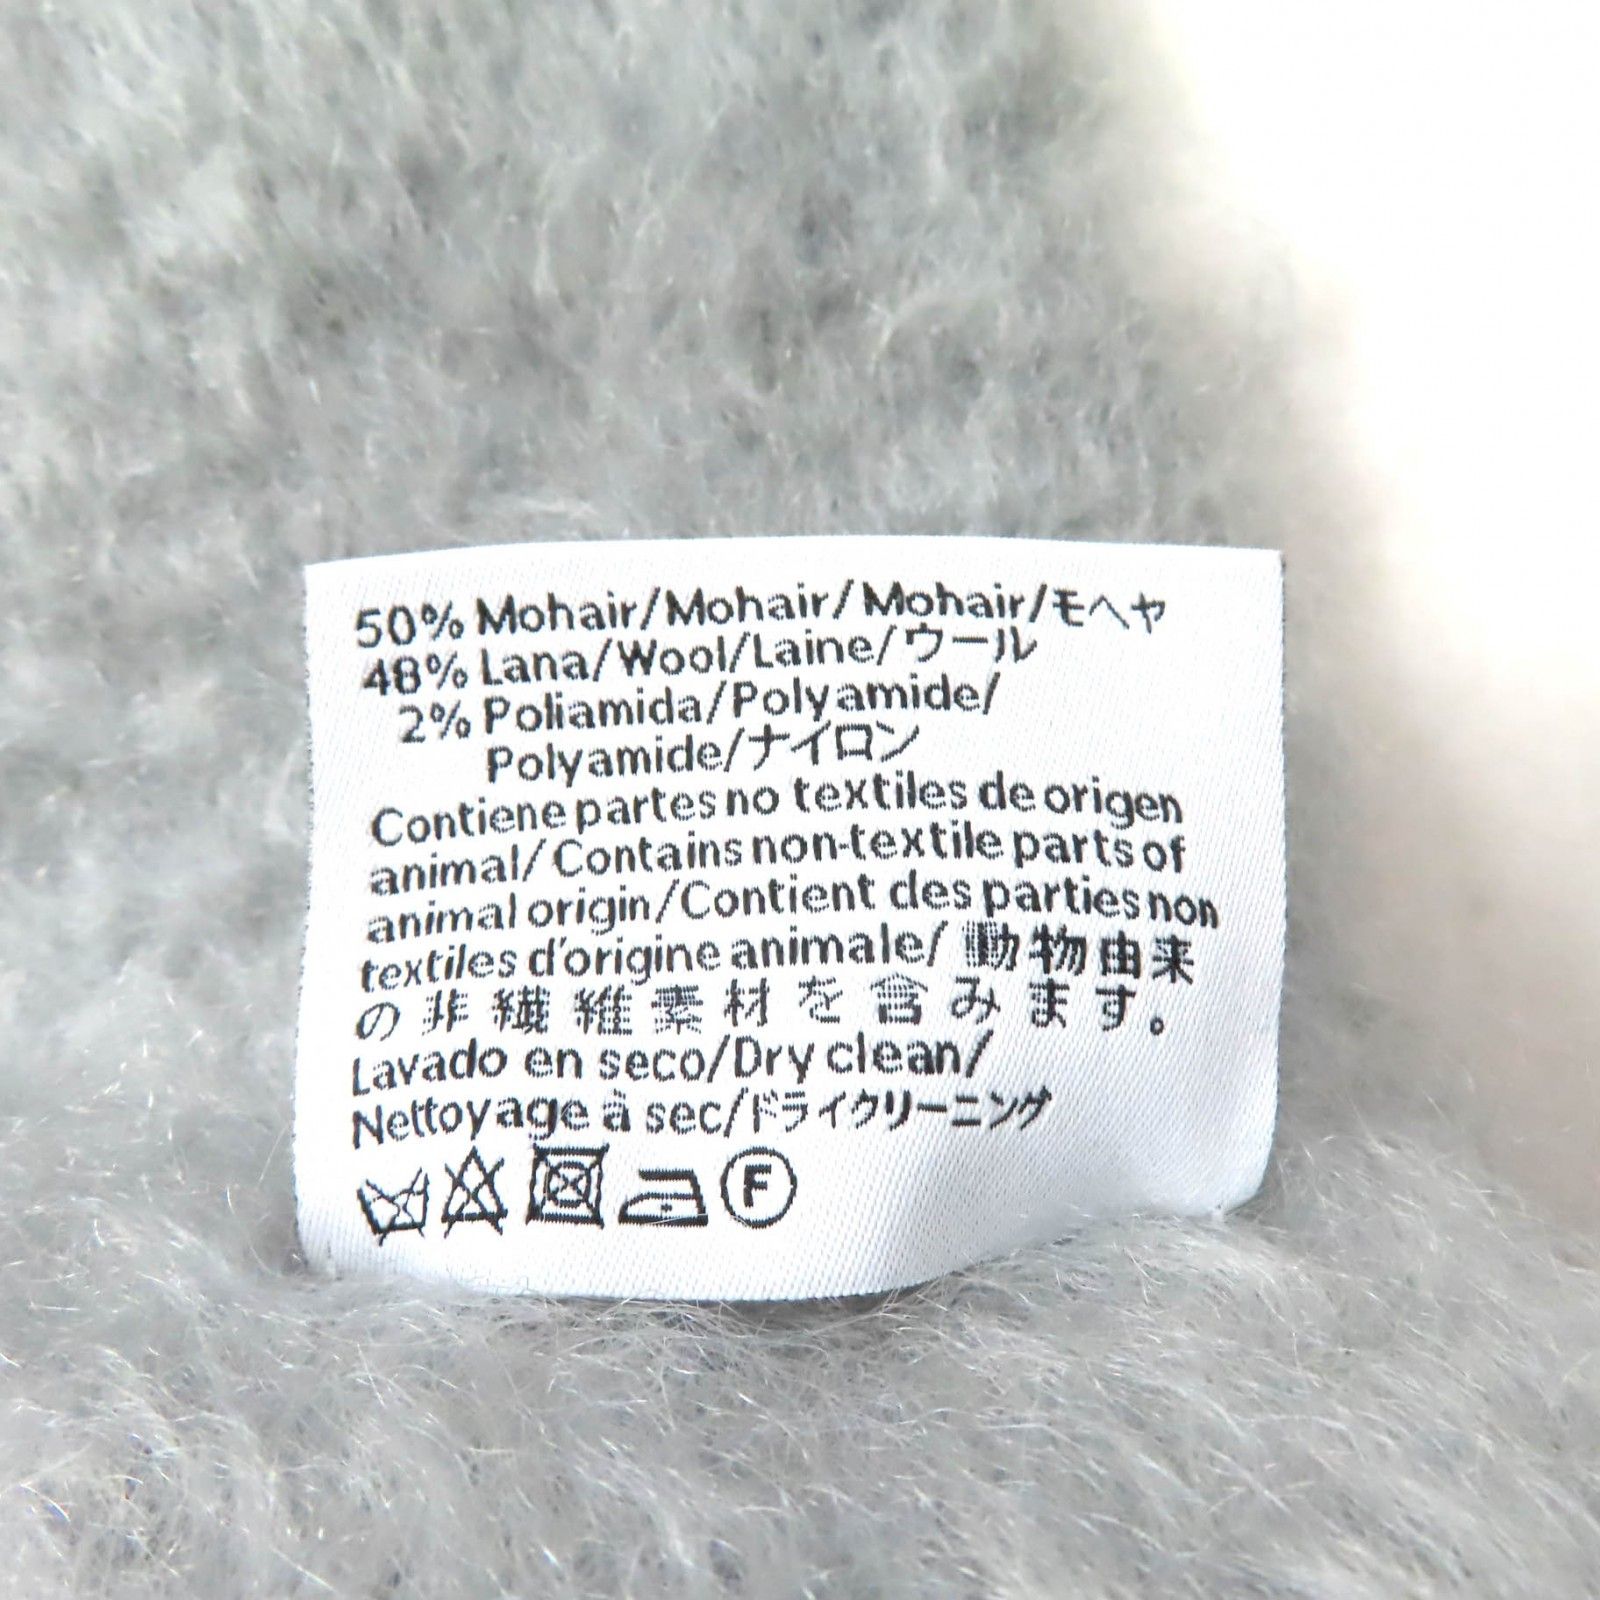 50% Mohair/Mohair/Mohair/モヘヤ
48% Lana/Wool/Laine/ウール
2% Poliamida/Polyamide/
Polyamide/ナイロン
Contiene partes no textiles de origen
animal/Contains non-textile parts of
animal origin/Contient des parties non
textiles d'origine animale/動物由来
の非繊維素材を含みます。
Lavado en seco/Dry clean/
Nettoyage à sec/ドライクリーニング
F